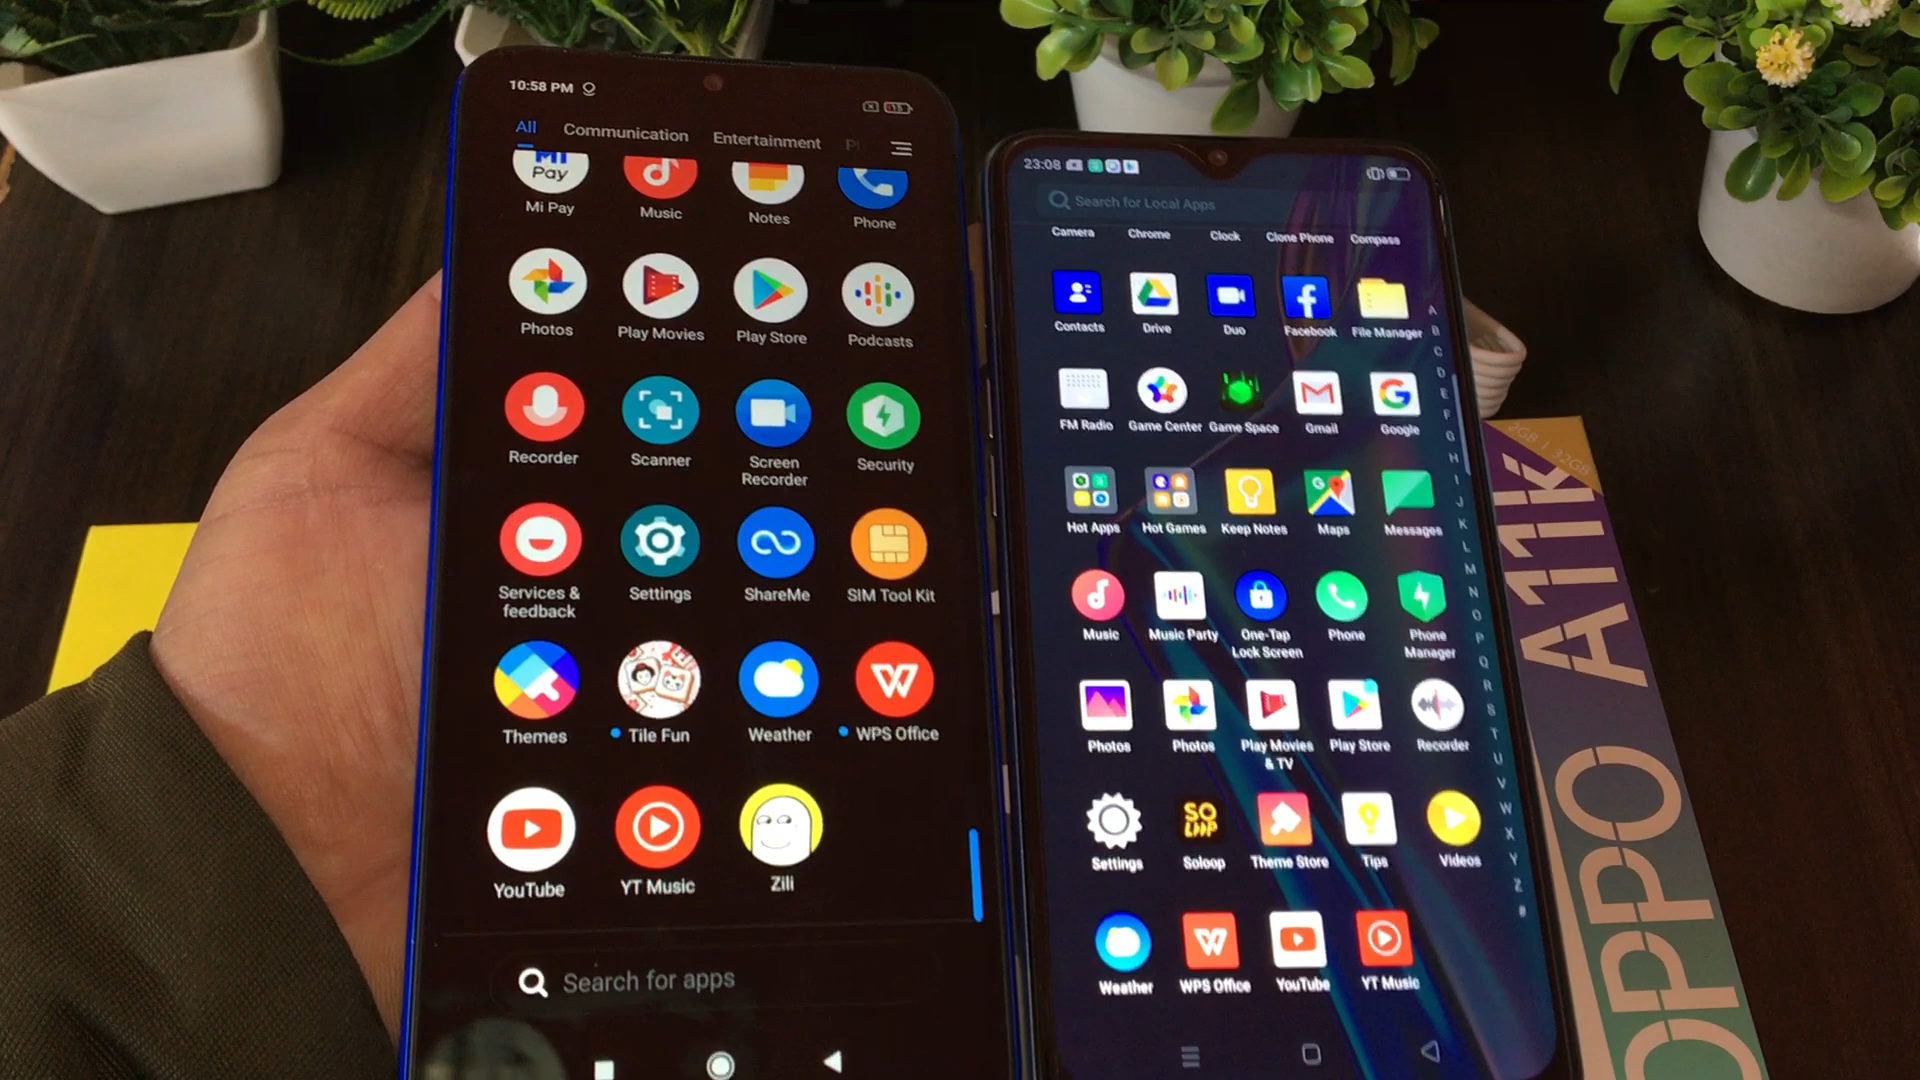 10:58 PM
15
All Communication Entertainment
MI
Pay
Mi Pay Music Notes Phone
Photos Play Movies Play Store Podcasts
Recorder Scanner Screen Recorder Security
Services & feedback Settings ShareMe SIM Tool Kit
Themes Tile Fun Weather WPS Office
YouTube YT Music Zili
Search for apps
23:08
Search for Local Apps
Camera Chrome Clock Clone Phone Compass
Contacts Drive Duo Facebook File Manager
FM Radio Game Center Game Space Gmail Google
Hot Apps Hot Games Keep Notes Maps Messages
Music Music Party One-Tap Lock Screen Phone Phone Manager
Photos Photos Play Movies & TV Play Store Recorder
SO
LOOP
Settings Soloop Theme Store Tips Videos
Weather WPS Office YouTube YT Music
A
B
C
D
E
F
G
H
I
J
K
L
M
N
O
P
Q
R
S
T
U
V
W
X
Y
Z
#
2GB | 32GB
OPPO A11k